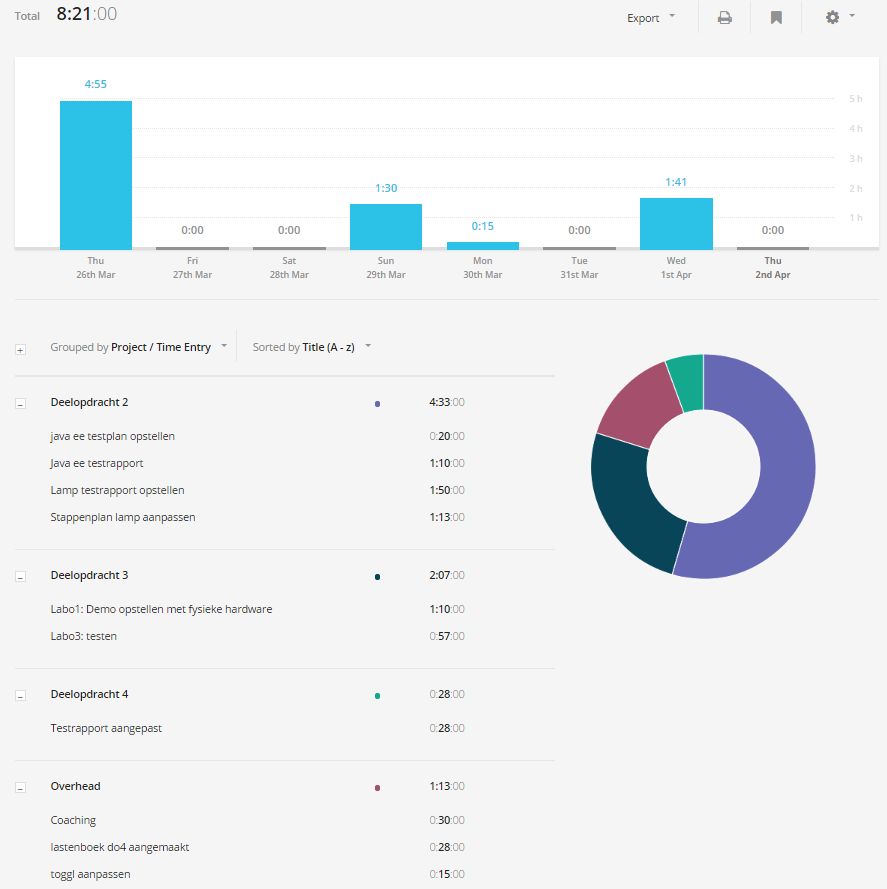 Total 8:21:00 Export
4:55
5 h
4 h
3 h
1:30 1:41 2 h
0:00 0:00 0:15 0:00 0:00 1 h
Thu Fri Sat Sun Mon Tue Wed Thu
26th Mar 27th Mar 28th Mar 29th Mar 30th Mar 31st Mar 1st Apr 2nd Apr
Grouped by Project / Time Entry Sorted by Title (A - z)
Deelopdracht 2 4:33:00
java ee testplan opstellen 0:20:00
Java ee testrapport 1:10:00
Lamp testrapport opstellen 1:50:00
Stappenplan lamp aanpassen 1:13:00
Deelopdracht 3 2:07:00
Labo1: Demo opstellen met fysieke hardware 1:10:00
Labo3: testen 0:57:00
Deelopdracht 4 0:28:00
Testrapport aangepast 0:28:00
Overhead 1:13:00
Coaching 0:30:00
lastenboek do4 aangemaakt 0:28:00
toggl aanpassen 0:15:00